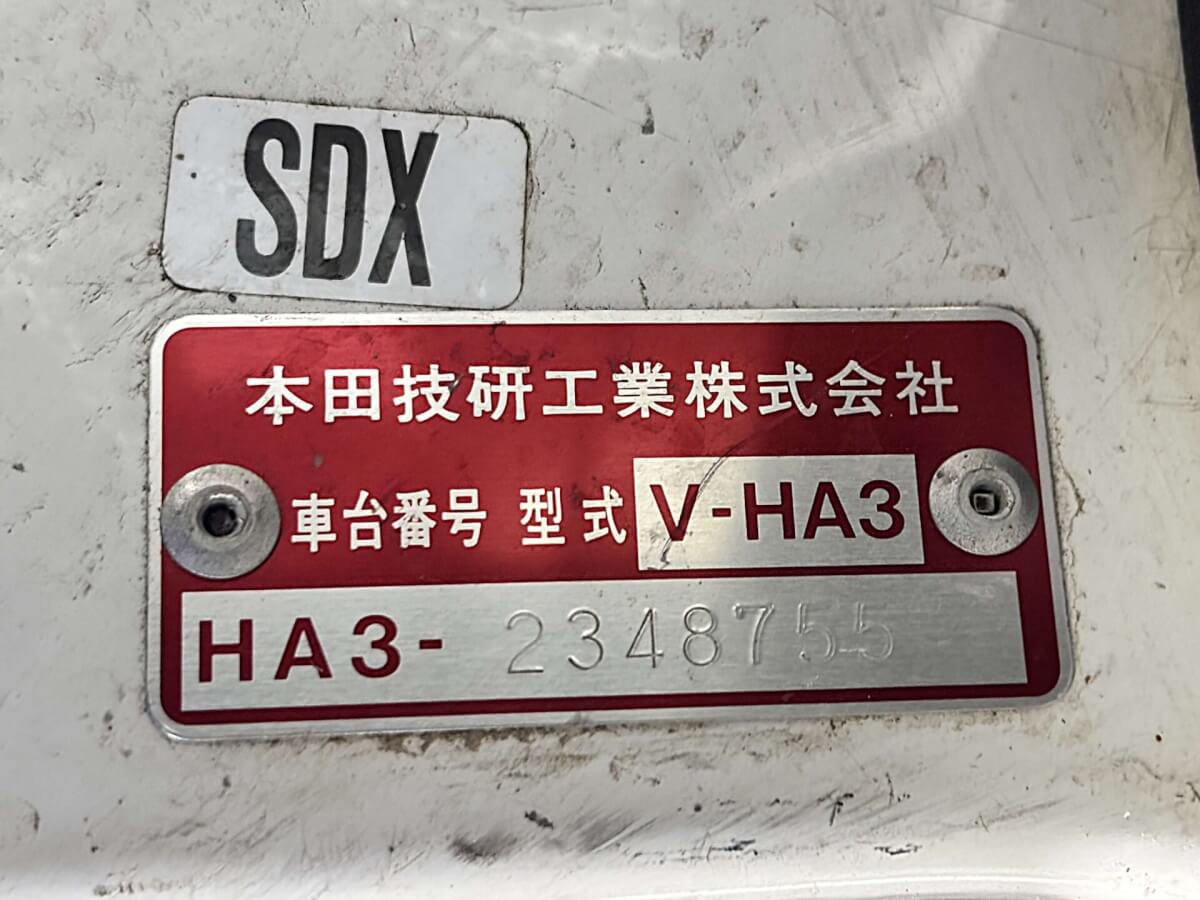 SDX
本田技研工業株式会社
車台番号 型式 V-HA3
HA3- 2348755